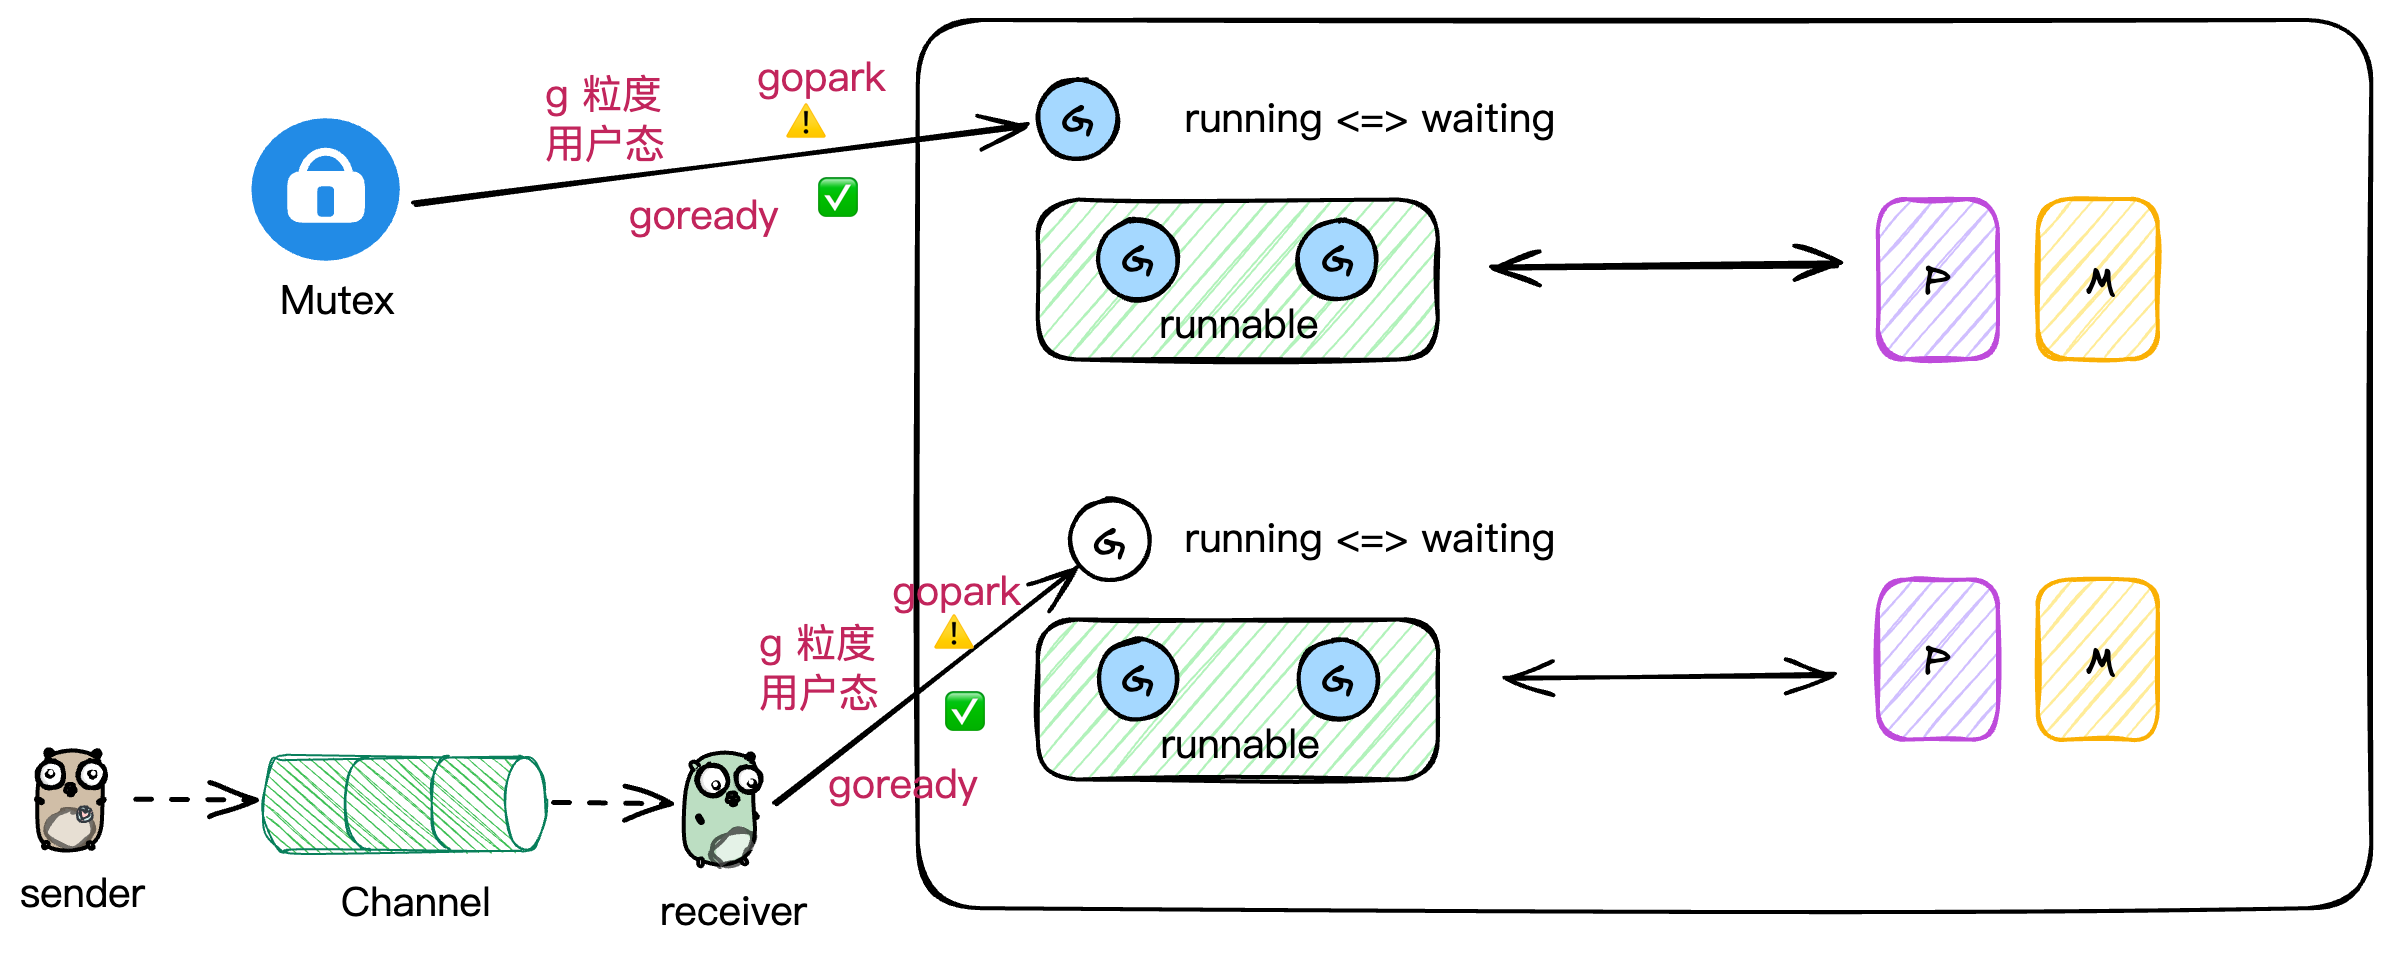 g 粒度
用户态
gopark
goready
Mutex
G
running <=> waiting
G
G
runnable
P
M
G
running <=> waiting
gopark
g 粒度
用户态
goready
G
G
runnable
P
M
sender
Channel
receiver